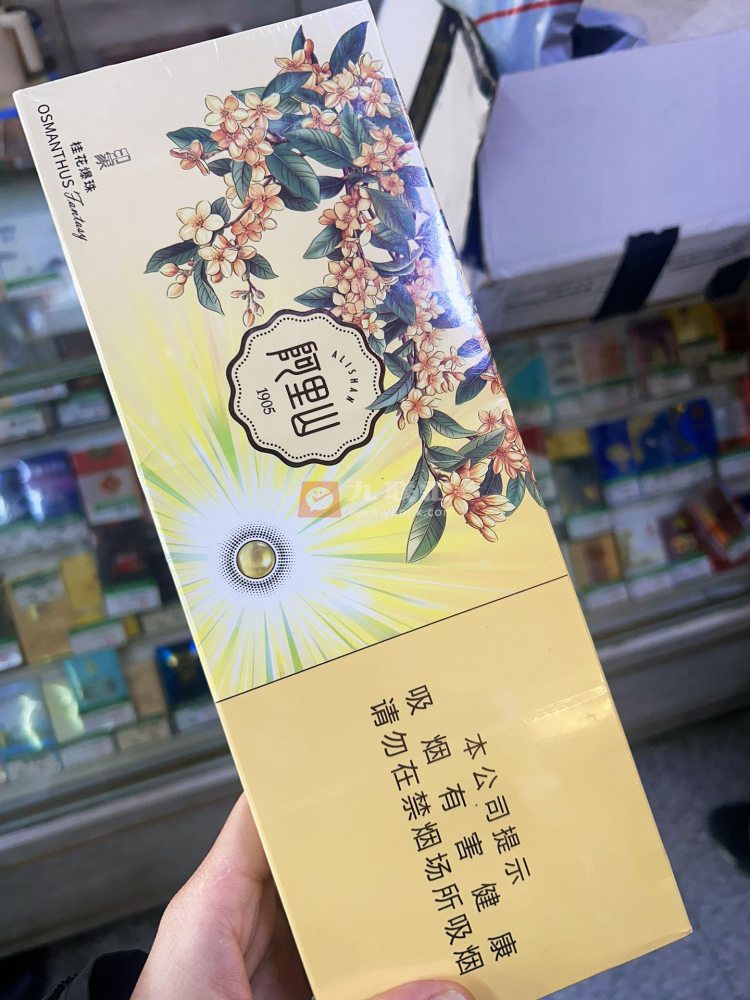 OSMANTHUS Fantasy
桂花爆珠
印象
ALISHAN
阿里山
1905
本公司提示
吸烟有害健康
请勿在禁烟场所吸烟